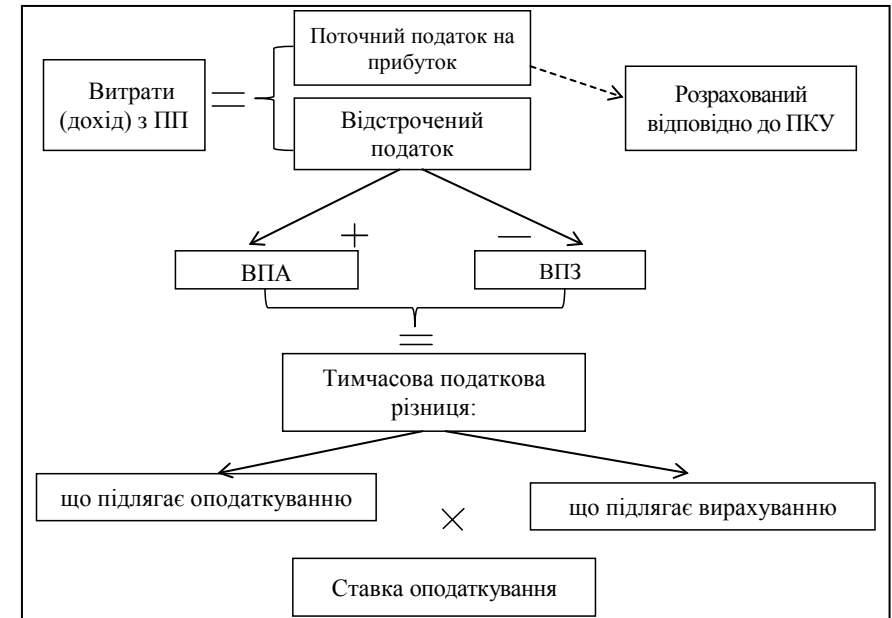 Поточний податок на
прибуток
Витрати
(дохід) з ПП
=
Розрахований
відповідно до ПКУ
Відстрочений
податок
+
—
ВПА
ВПЗ
=
Тимчасова податкова
різниця:
що підлягає оподаткуванню
що підлягає вирахуванню
×
Ставка оподаткування